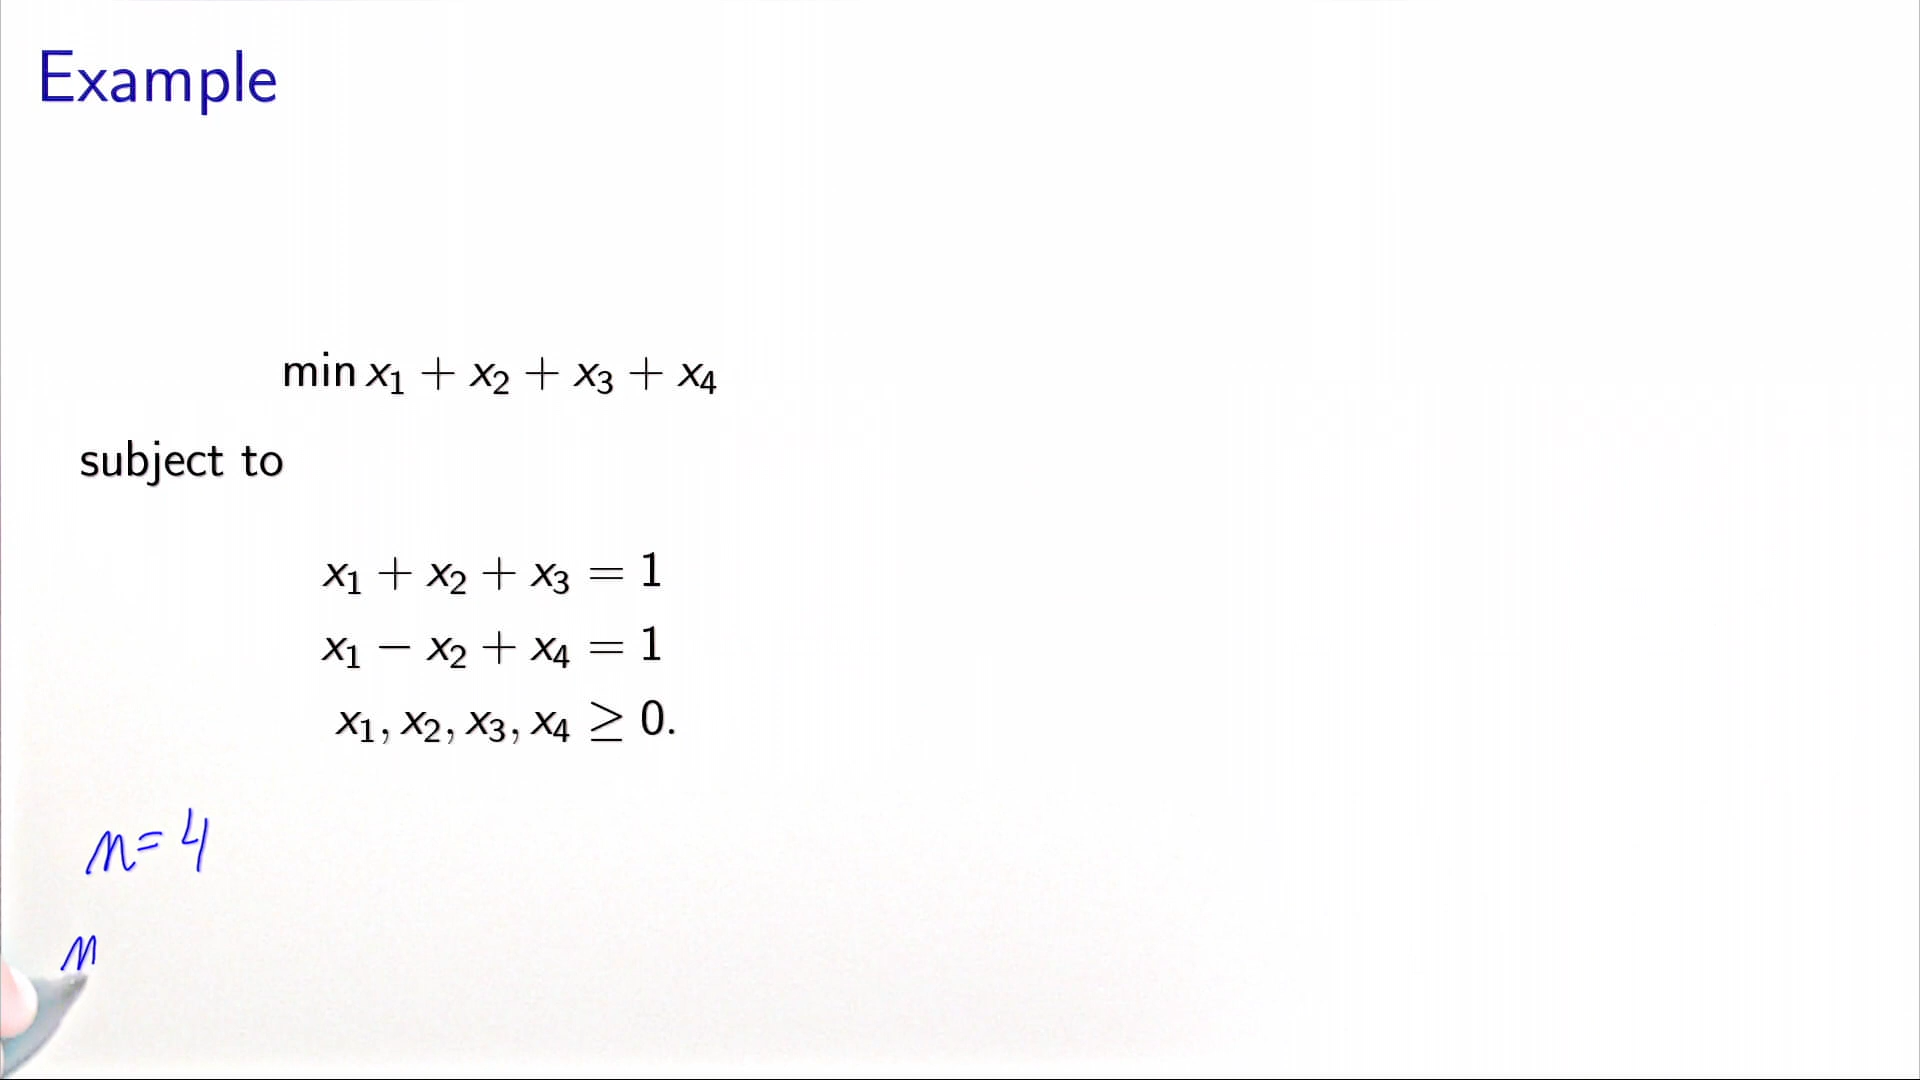 Example
min x₁ + x₂ + x₃ + x₄
subject to
x₁ + x₂ + x₃ = 1
x₁ − x₂ + x₄ = 1
x₁, x₂, x₃, x₄ ≥ 0.
n = 4